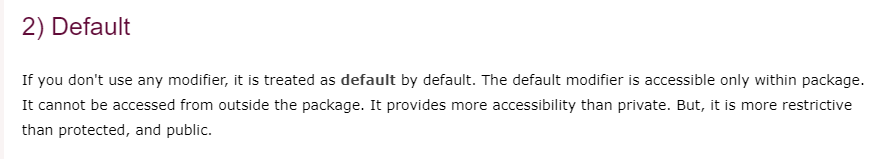 2) Default
If you don't use any modifier, it is treated as default by default. The default modifier is accessible only within package.
It cannot be accessed from outside the package. It provides more accessibility than private. But, it is more restrictive
than protected, and public.